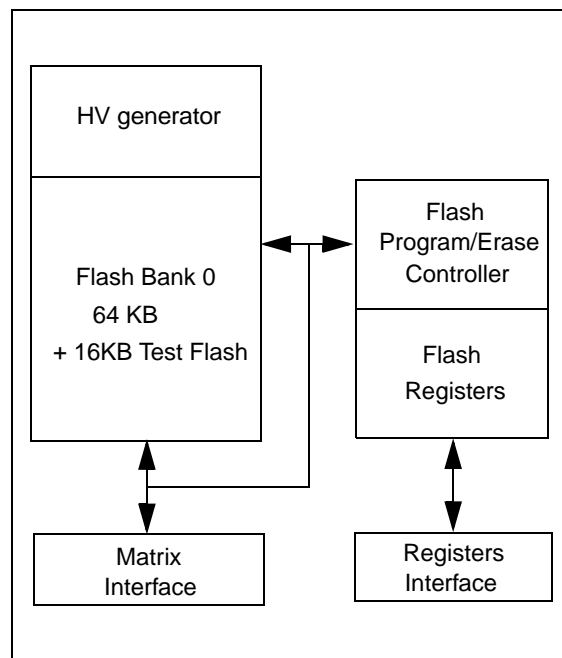 HV generator
Flash Bank 0
64 KB
+ 16KB Test Flash
Flash
Program/Erase
Controller
Flash
Registers
Matrix
Interface
Registers
Interface